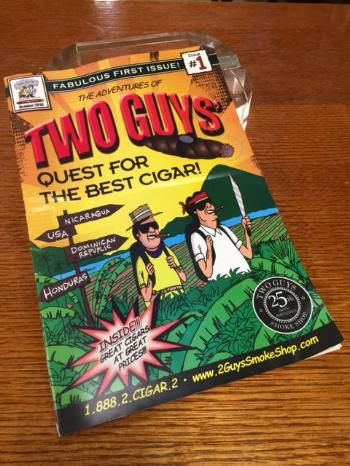 FABULOUS FIRST ISSUE!
Issue
#1
THE ADVENTURES OF
TWO GUYS
QUEST FOR
THE BEST CIGAR!
NICARAGUA
USA
DOMINICAN
REPUBLIC
HONDURAS
INSIDE!!!
GREAT CIGARS
AT GREAT
PRICES!!!
TWO GUYS
25th
SMOKE SHOP
1.888.2.CIGAR.2 • www.2GuysSmokeShop.com